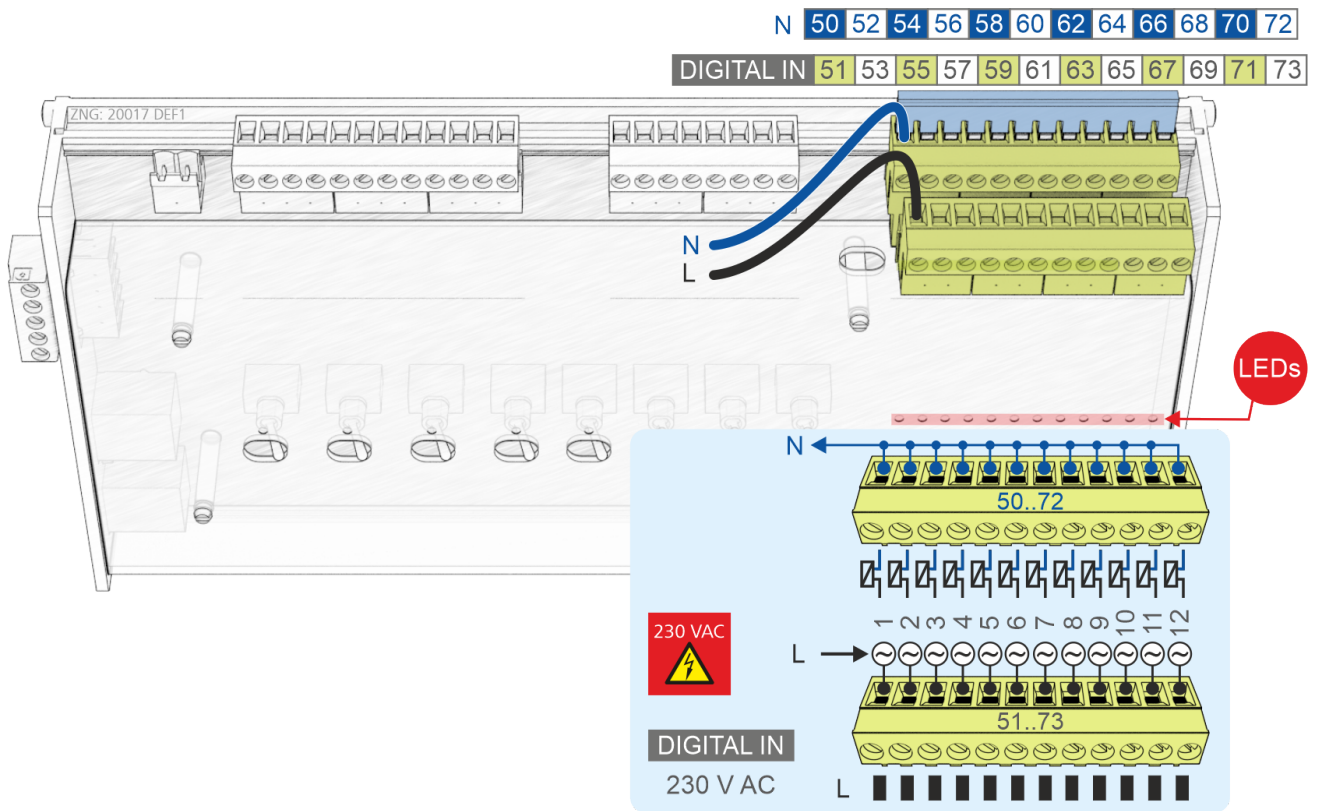 N 50 52 54 56 58 60 62 64 66 68 70 72
DIGITAL IN 51 53 55 57 59 61 63 65 67 69 71 73
ZNG: 20017 DEF1
N
L
LEDs
N
50..72
1 2 3 4 5 6 7 8 9 10 11 12
230 VAC
L
51..73
DIGITAL IN
230 V AC
L